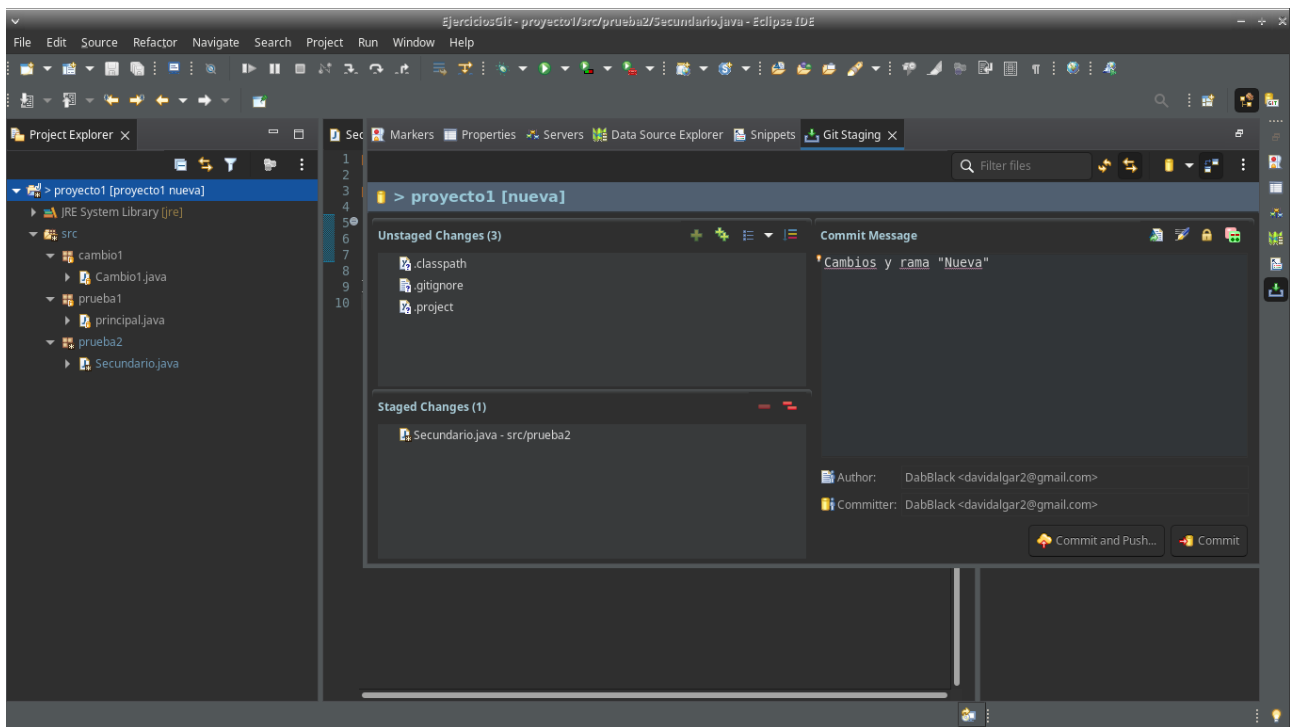 EjerciciosGit - proyecto1/src/prueba2/Secundario.java - Eclipse IDE
File Edit Source Refactor Navigate Search Project Run Window Help
GIT
Project Explorer
> proyecto1 [proyecto1 nueva]
JRE System Library [jre]
src
cambio1
Cambio1.java
prueba1
principal.java
prueba2
Secundario.java
Sec
1
2
3
4
5
6
7
8
9
10
Markers Properties Servers Data Source Explorer Snippets Git Staging
Filter files
> proyecto1 [nueva]
Unstaged Changes (3)
.classpath
.gitignore
.project
Staged Changes (1)
Secundario.java - src/prueba2
Commit Message
Cambios y rama "Nueva"
Author: DabBlack <davidalgar2@gmail.com>
Committer: DabBlack <davidalgar2@gmail.com>
Commit and Push... Commit